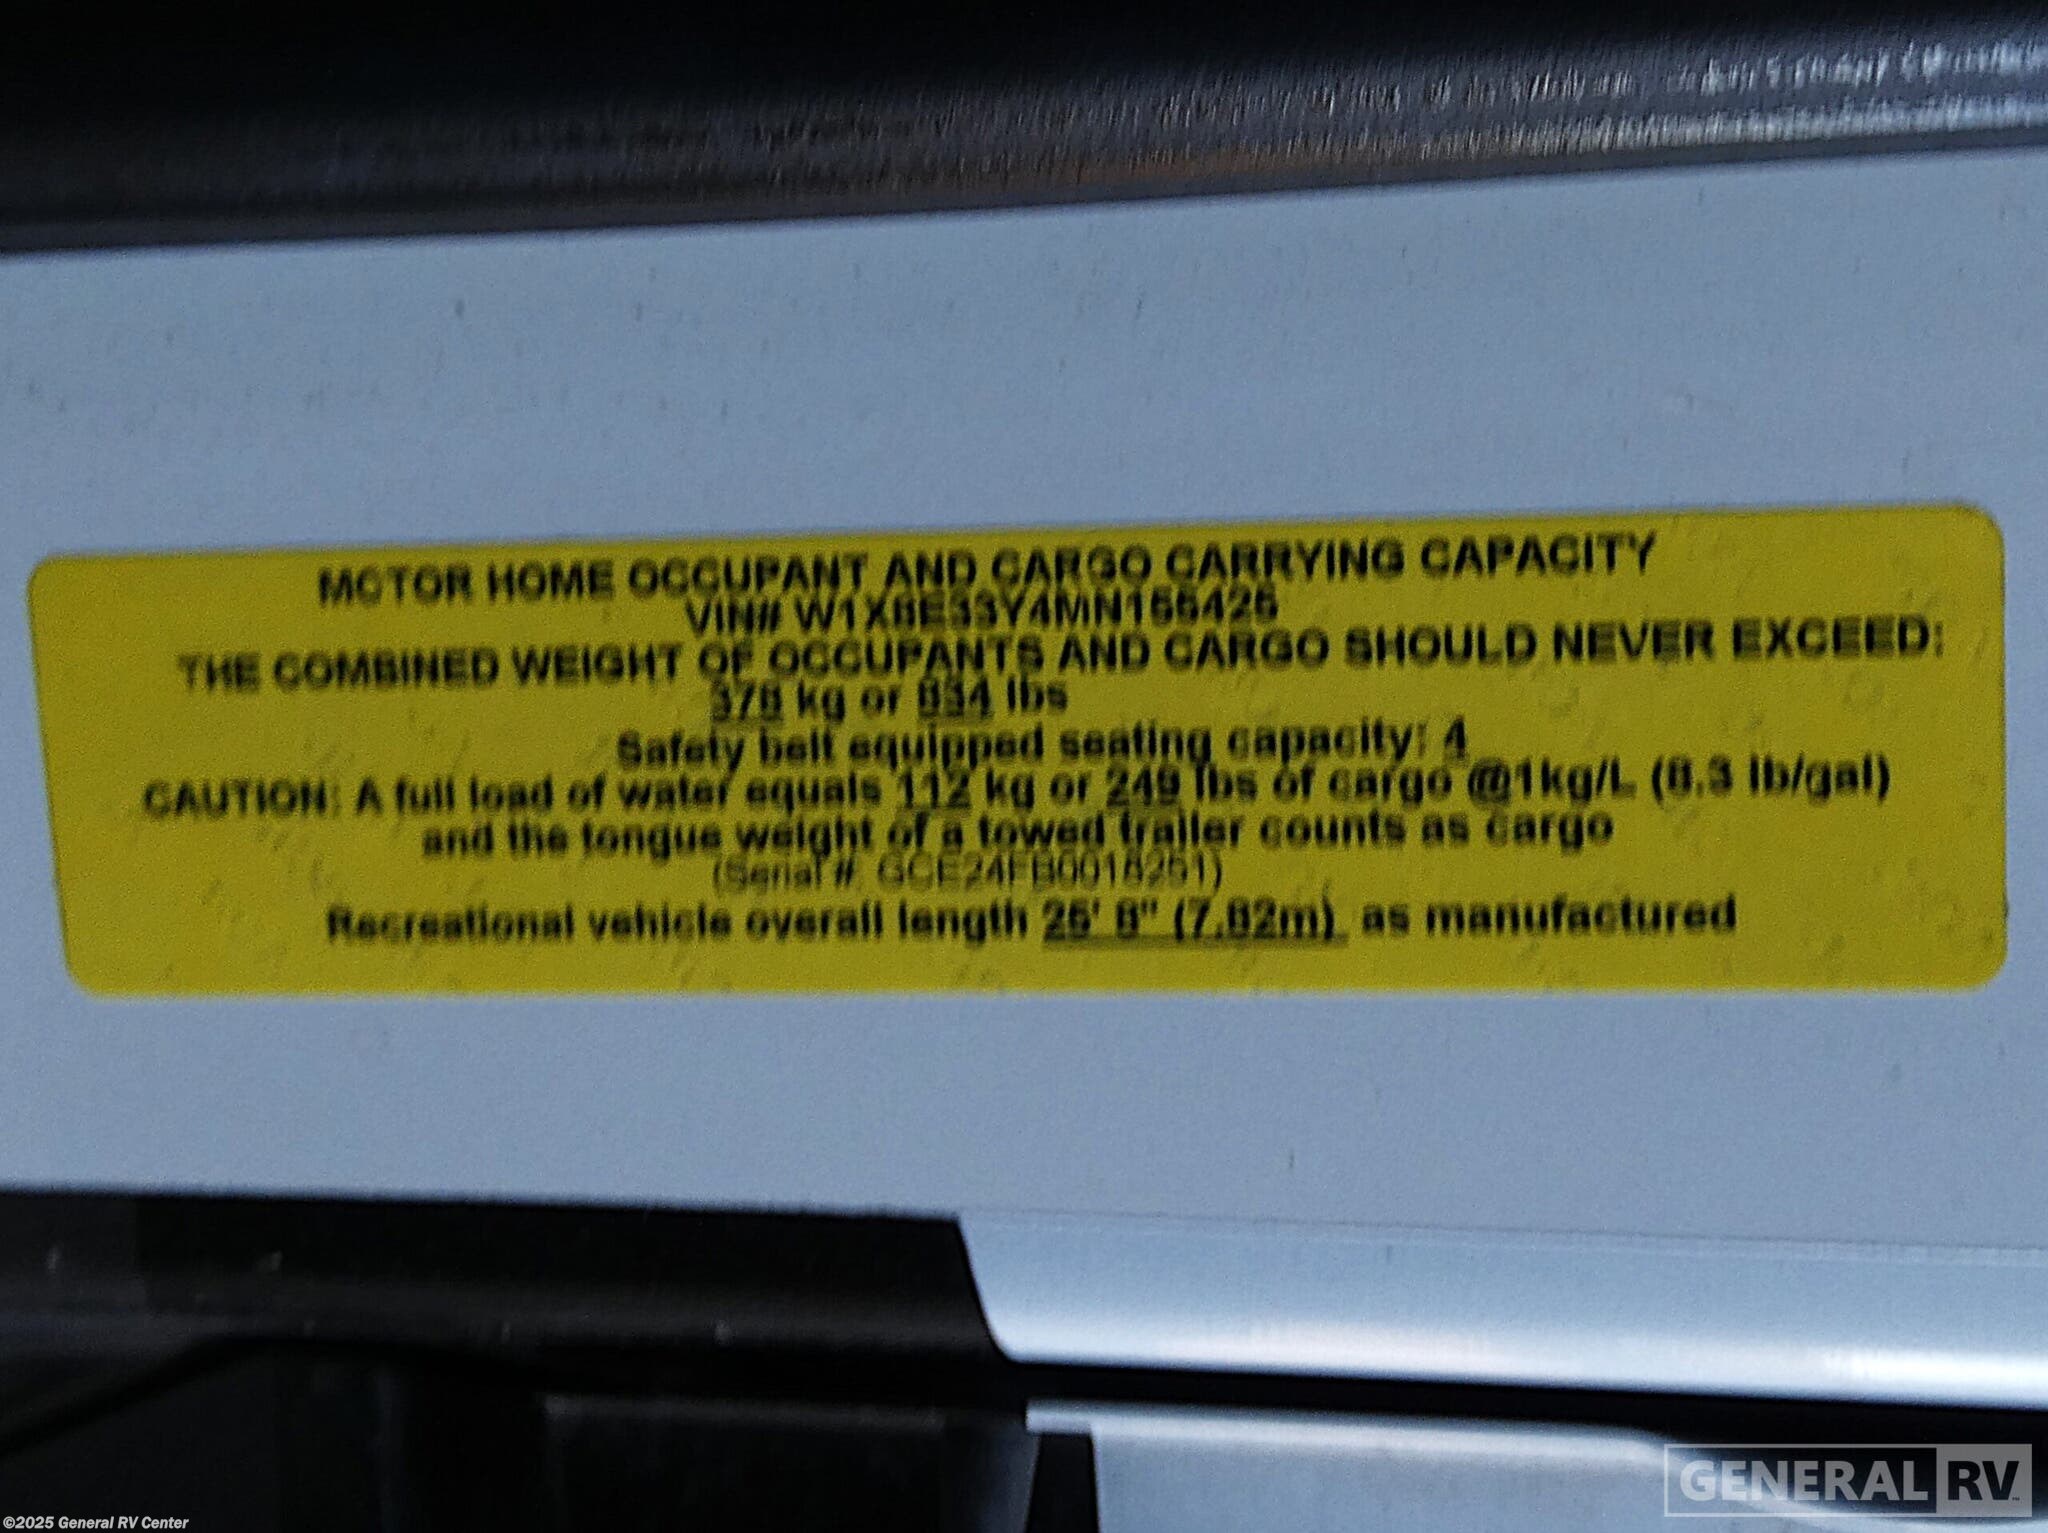 MOTOR HOME OCCUPANT AND CARGO CARRYING CAPACITY
VIN#
THE COMBINED WEIGHT OF OCCUPANTS AND CARGO SHOULD NEVER EXCEED:
378 kg or 834 lbs
Safety belt equipped seating capacity: 4
CAUTION: A full load of water equals 112 kg or 249 lbs of cargo @1kg/L (8.3 lb/gal)
and the tongue weight of a towed trailer counts as cargo
(Serial #:
Recreational vehicle overall length 25' 8" (7.82m) as manufactured
GENERAL RV
©2025 General RV Center